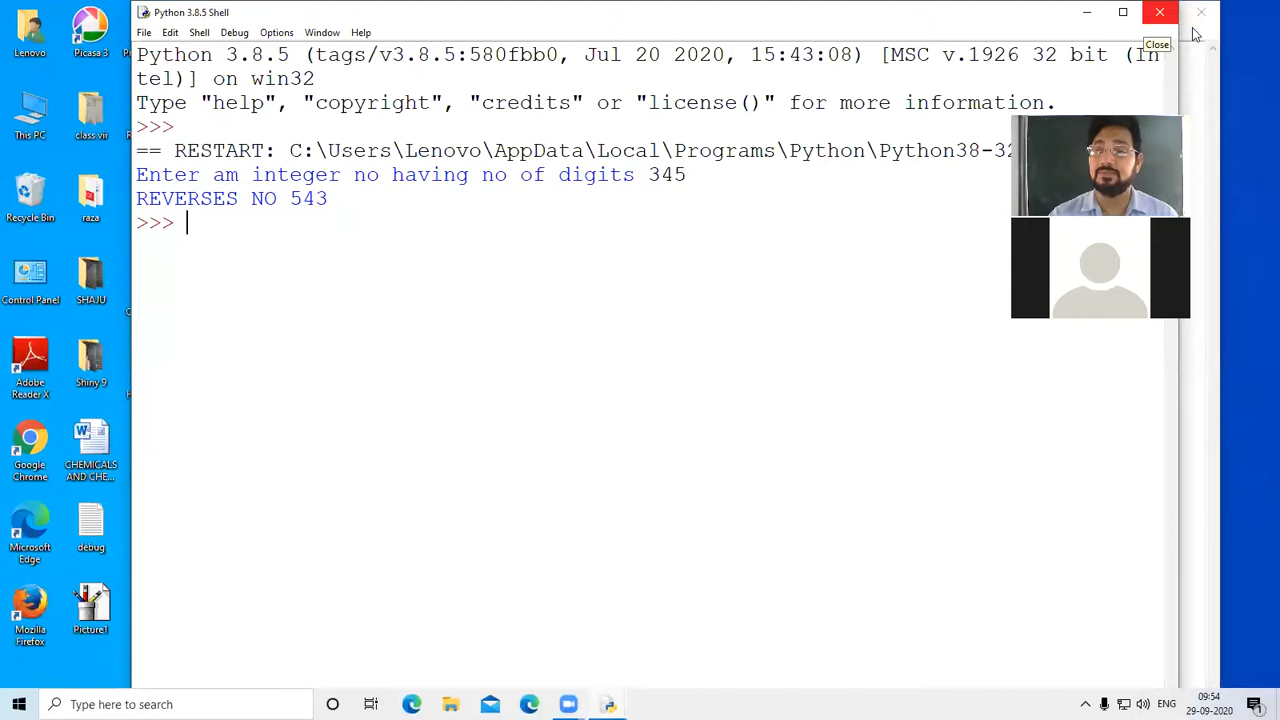 Python 3.8.5 Shell
File Edit Shell Debug Options Window Help
Close
Python 3.8.5 (tags/v3.8.5:580fbb0, Jul 20 2020, 15:43:08) [MSC v.1926 32 bit (In
tel)] on win32
Type "help", "copyright", "credits" or "license()" for more information.
>>>
== RESTART: C:\Users\Lenovo\AppData\Local\Programs\Python\Python38-32
Enter am integer no having no of digits 345
REVERSES NO 543
>>>
Lenovo
Picasa 3
This PC
class vii
Recycle Bin
raza
Control Panel
SHAJU
Adobe
Reader X
Shiny 9
Google
Chrome
CHEMICALS
AND CHE...
Microsoft
Edge
debug
Mozilla
Firefox
Picture1
Type here to search
ENG
09:54
29-09-2020
1